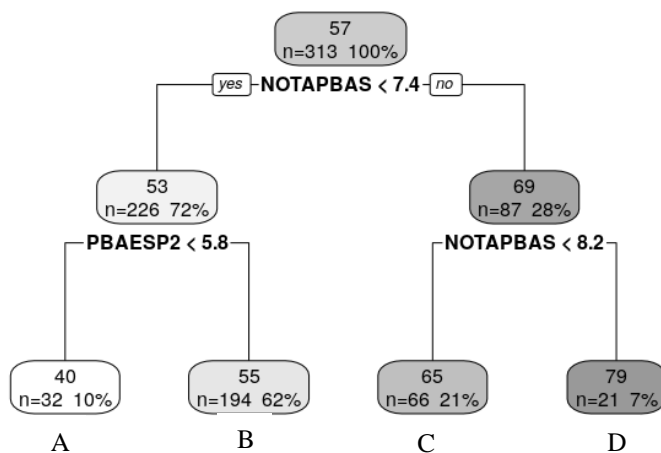 57
n=313 100%
yes NOTAPBAS < 7.4 no
53
n=226 72%
69
n=87 28%
PBAESP2 < 5.8
NOTAPBAS < 8.2
40
n=32 10%
55
n=194 62%
65
n=66 21%
79
n=21 7%
A B C D